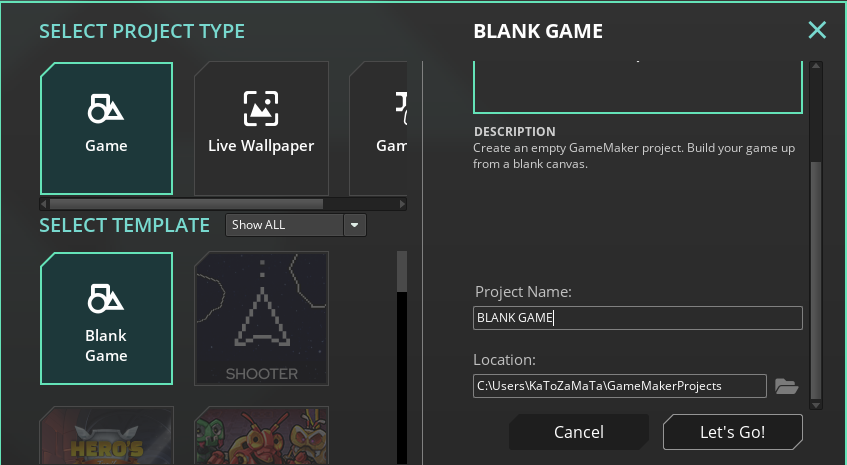 SELECT PROJECT TYPE
Game
Live Wallpaper
Gam
SELECT TEMPLATE
Show ALL
Blank
Game
SHOOTER
HERO'S
BLANK GAME
DESCRIPTION
Create an empty GameMaker project. Build your game up
from a blank canvas.
Project Name:
BLANK GAME
Location:
C:\Users\KaToZaMaTa\GameMakerProjects
Cancel
Let's Go!